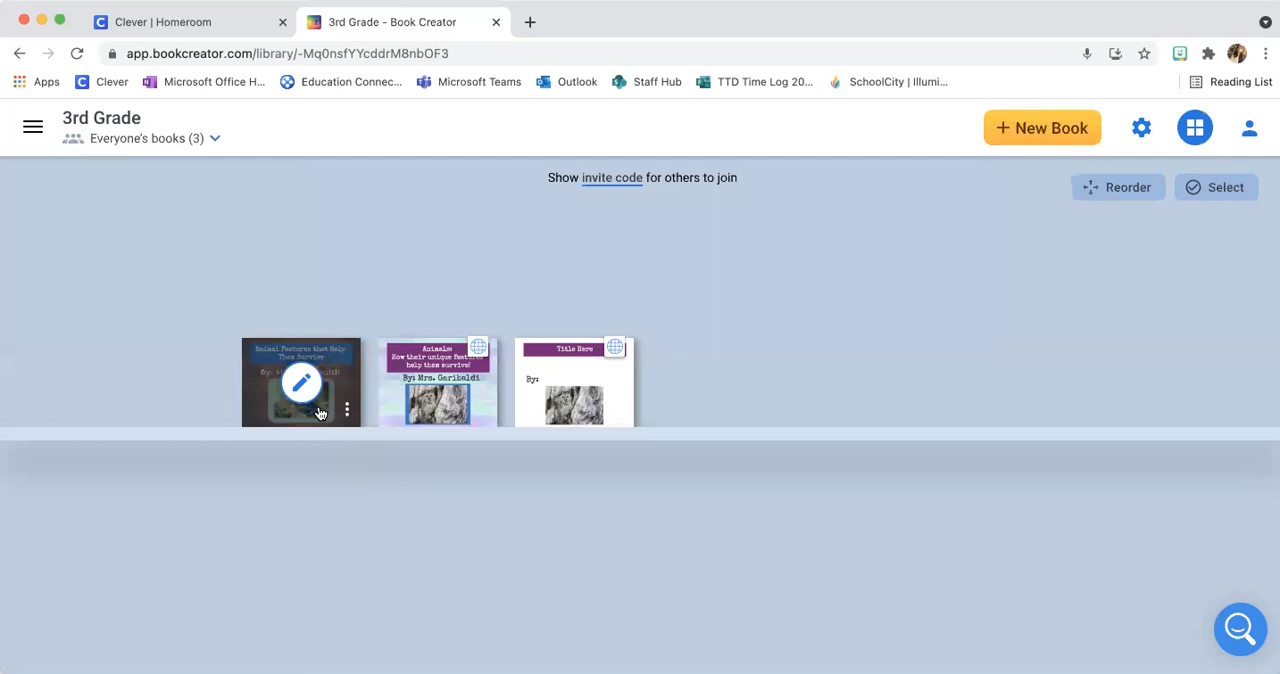 Clever | Homeroom
3rd Grade - Book Creator
app.bookcreator.com/library/-Mq0nsfYYcddrM8nbOF3
Apps
Clever
Microsoft Office H...
Education Connec...
Microsoft Teams
Outlook
Staff Hub
TTD Time Log 20...
SchoolCity | Illumi...
Reading List
3rd Grade
Everyone's books (3)
+ New Book
Show invite code for others to join
Reorder
Select
Animal Features that Help
Them Survive
By:
Animals:
How their unique features
help them survive!
By: Mrs. Garibaldi
Title Here
By: